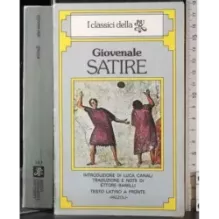 I classici della
Giovenale
SATIRE
INTRODUZIONE DI LUCA CANALI
TRADUZIONE E NOTE DI
ETTORE BARELLI
TESTO LATINO A FRONTE